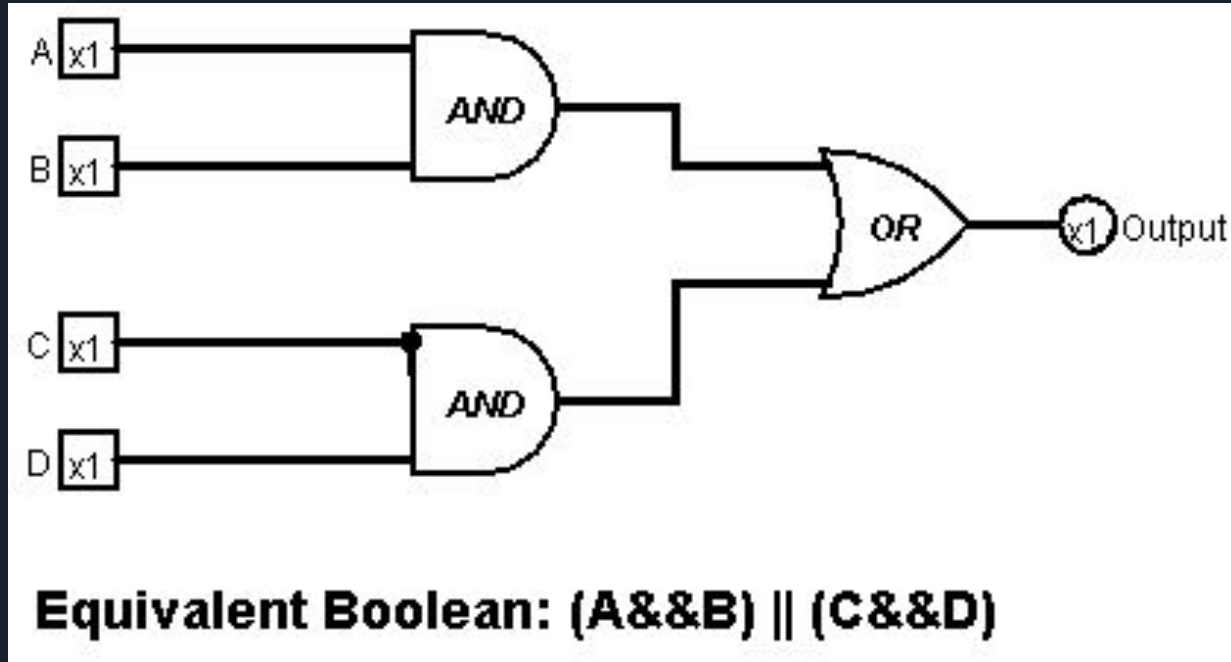 A x1
AND
B x1
OR
x1 Output
C x1
AND
D x1
Equivalent Boolean: (A&&B) || (C&&D)